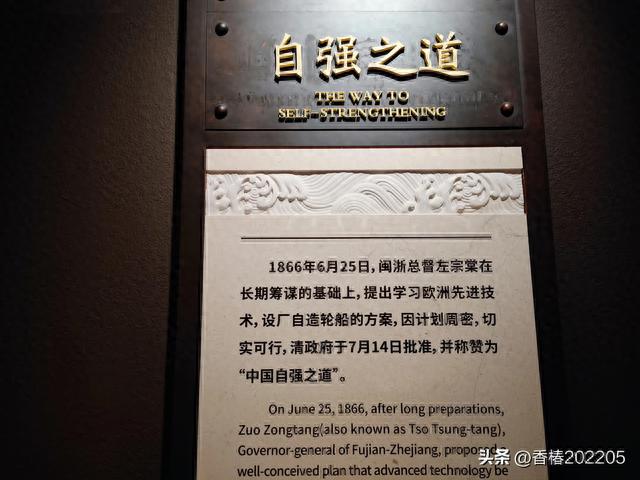 自强之道
THE WAY TO
SELF-STRENGTHENING
1866年6月25日，闽浙总督左宗棠在
长期筹谋的基础上，提出学习欧洲先进技
术，设厂自造轮船的方案，因计划周密，切
实可行，清政府于7月14日批准，并称赞为
“中国自强之道”。
On June 25, 1866, after long preparations,
Zuo Zongtang(also known as Tso Tsung-tang),
Governor-general of Fujian-Zhejiang, proposed a
well-conceived plan that advanced technology be
头条 @香椿202205